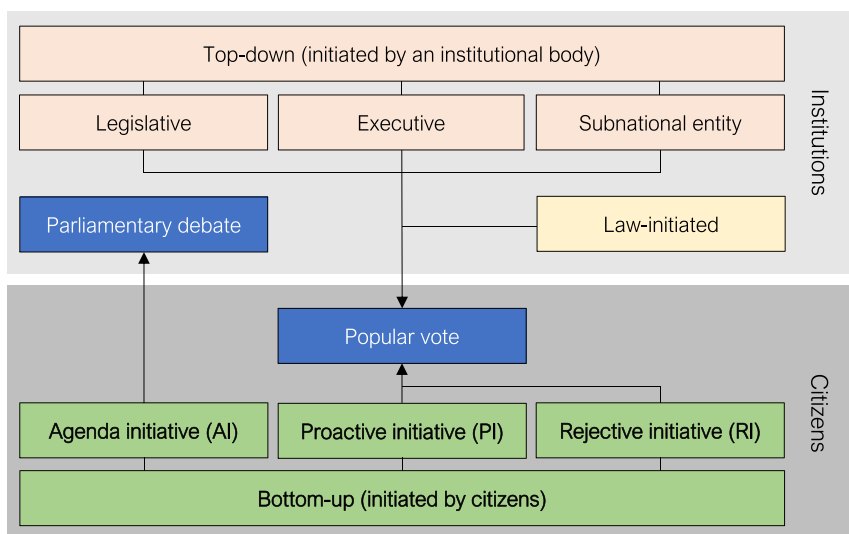 Top-down (initiated by an institutional body)
Legislative
Executive
Subnational entity
Institutions
Parliamentary debate
Law-initiated
Popular vote
Citizens
Agenda initiative (AI)
Proactive initiative (PI)
Rejective initiative (RI)
Bottom-up (initiated by citizens)